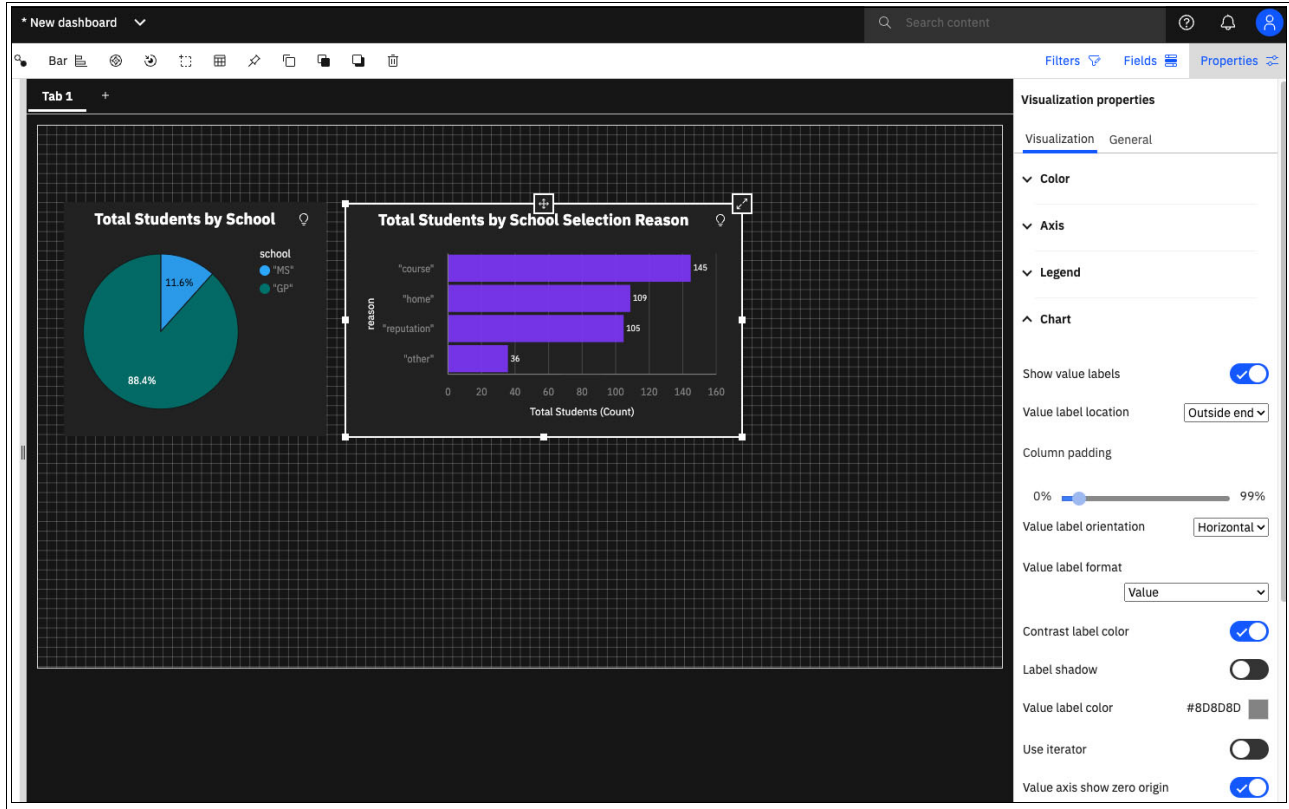 * New dashboard
Search content
Bar
Filters
Fields
Properties
Tab 1
+
Total Students by School
school
"MS"
"GP"
11.6%
88.4%
Total Students by School Selection Reason
reason
"course"
145
"home"
109
"reputation"
105
"other"
36
0 20 40 60 80 100 120 140 160
Total Students (Count)
Visualization properties
Visualization General
Color
Axis
Legend
Chart
Show value labels
Value label location Outside end
Column padding
0% 99%
Value label orientation Horizontal
Value label format
Value
Contrast label color
Label shadow
Value label color #8D8D8D
Use iterator
Value axis show zero origin